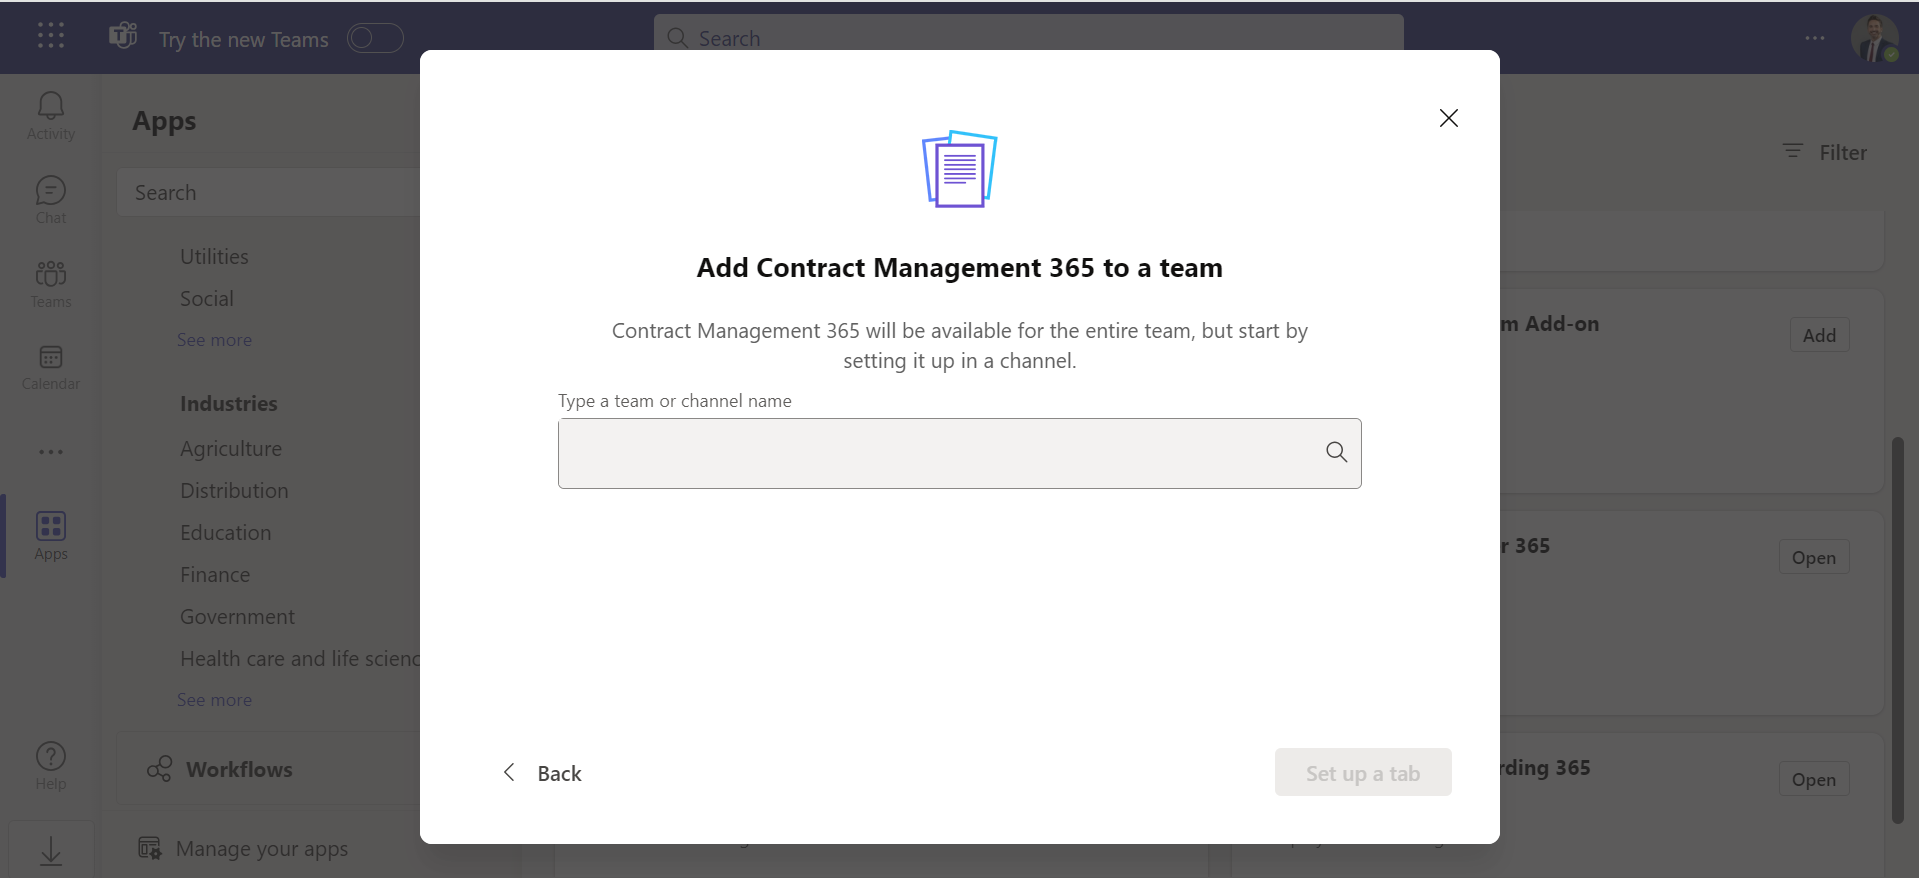 Try the new Teams
Search
Activity
Chat
Teams
Calendar
Apps
Help
Apps
Search
Utilities
Social
See more
Industries
Agriculture
Distribution
Education
Finance
Government
Health care and life scienc
See more
Workflows
Manage your apps
Add Contract Management 365 to a team
Contract Management 365 will be available for the entire team, but start by
setting it up in a channel.
Type a team or channel name
Back
Set up a tab
Filter
m Add-on
Add
r 365
Open
rding 365
Open